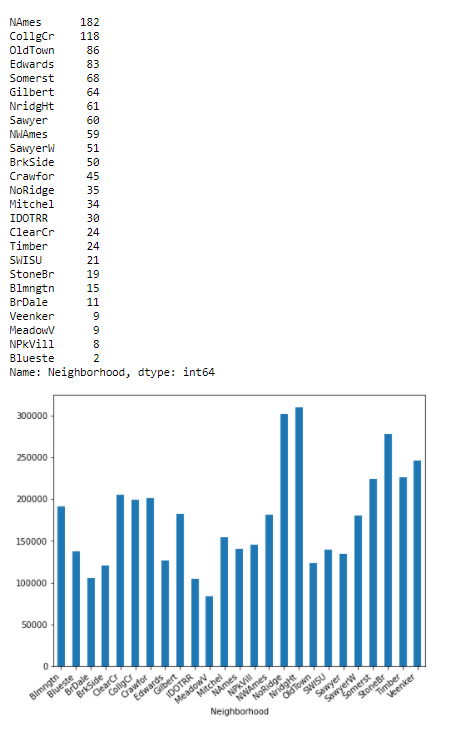 NAmes 182
CollgCr 118
OldTown 86
Edwards 83
Somerst 68
Gilbert 64
NridgHt 61
Sawyer 60
NWAmes 59
SawyerW 51
BrkSide 50
Crawfor 45
NoRidge 35
Mitchel 34
IDOTRR 30
ClearCr 24
Timber 24
SWISU 21
StoneBr 19
Blmngtn 15
BrDale 11
Veenker 9
MeadowV 9
NPkVill 8
Blueste 2
Name: Neighborhood, dtype: int64
300000
250000
200000
150000
100000
50000
0
Blmngtn
Blueste
BrDale
BrkSide
ClearCr
CollgCr
Crawfor
Edwards
Gilbert
IDOTRR
MeadowV
Mitchel
NAmes
NPkVill
NWAmes
NoRidge
NridgHt
OldTown
SWISU
Sawyer
SawyerW
Somerst
StoneBr
Timber
Veenker
Neighborhood